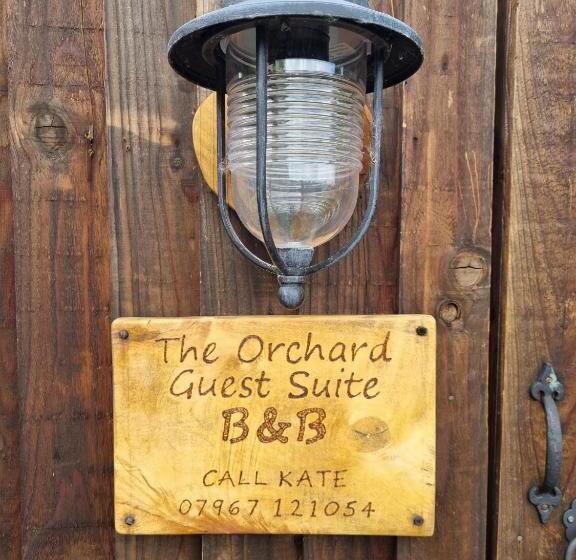 The Orchard
Guest Suite
B&B
CALL KATE
07967 121054